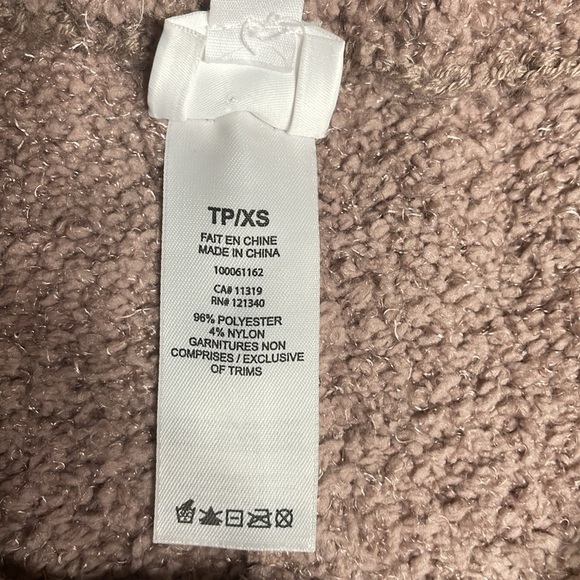 TP/XS
FAIT EN CHINE
MADE IN CHINA
100061162
CA# 11319
RN# 121340
96% POLYESTER
4% NYLON
GARNITURES NON
COMPRISES / EXCLUSIVE
OF TRIMS